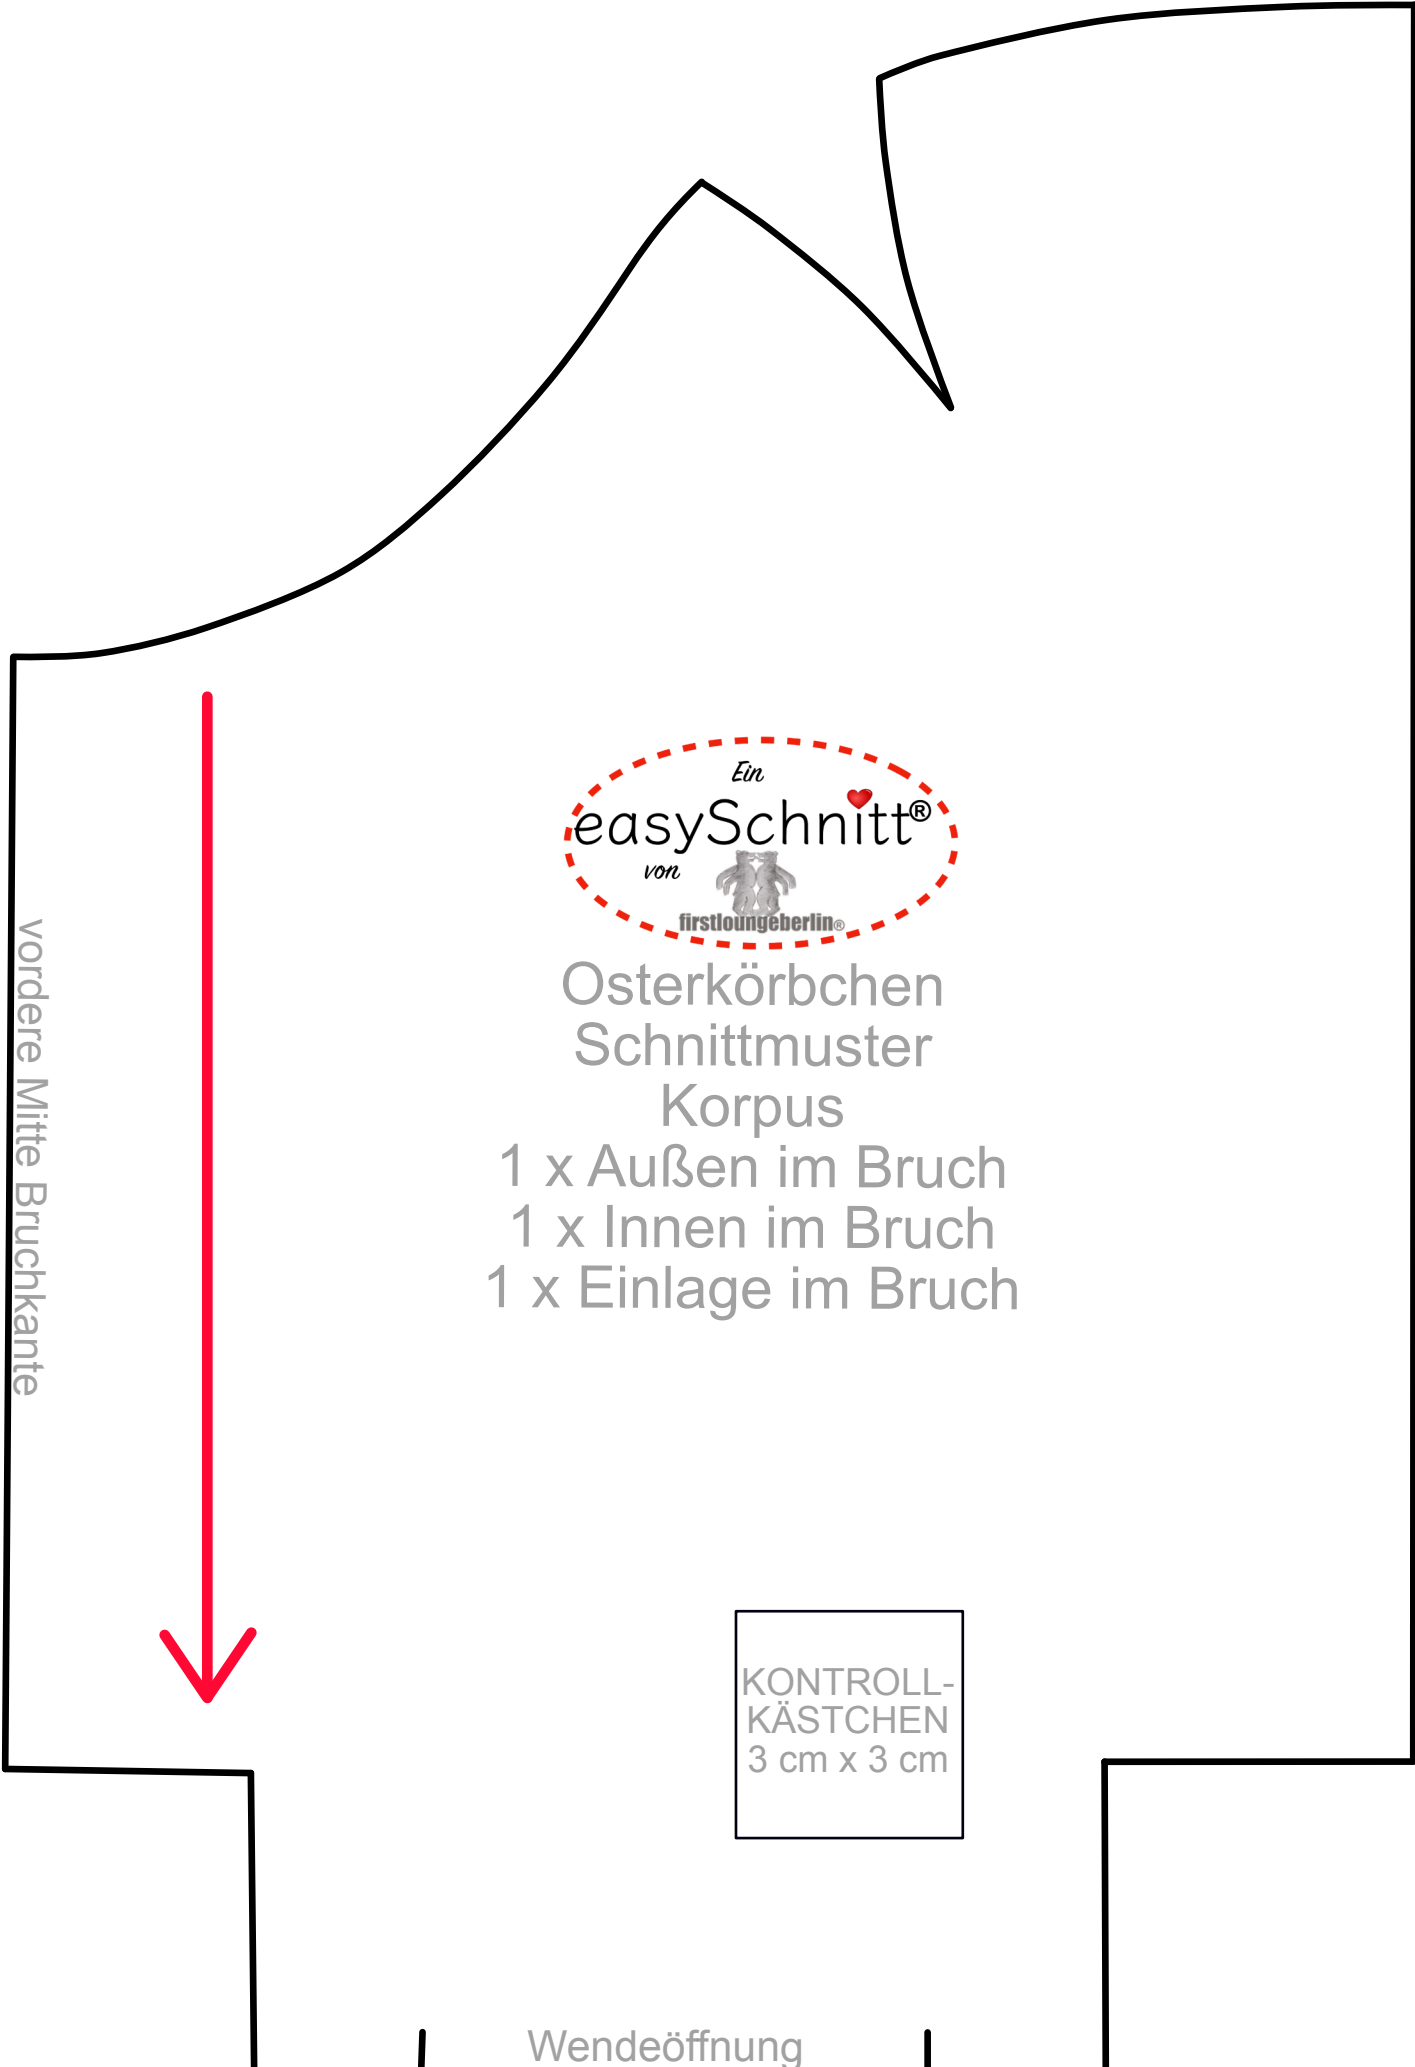 Ein
easySchnitt®
von
firstloungeberlin®
Osterkörbchen
Schnittmuster
Korpus
1 x Außen im Bruch
1 x Innen im Bruch
1 x Einlage im Bruch
vordere Mitte Bruchkante
KONTROLL-
KÄSTCHEN
3 cm x 3 cm
Wendeöffnung